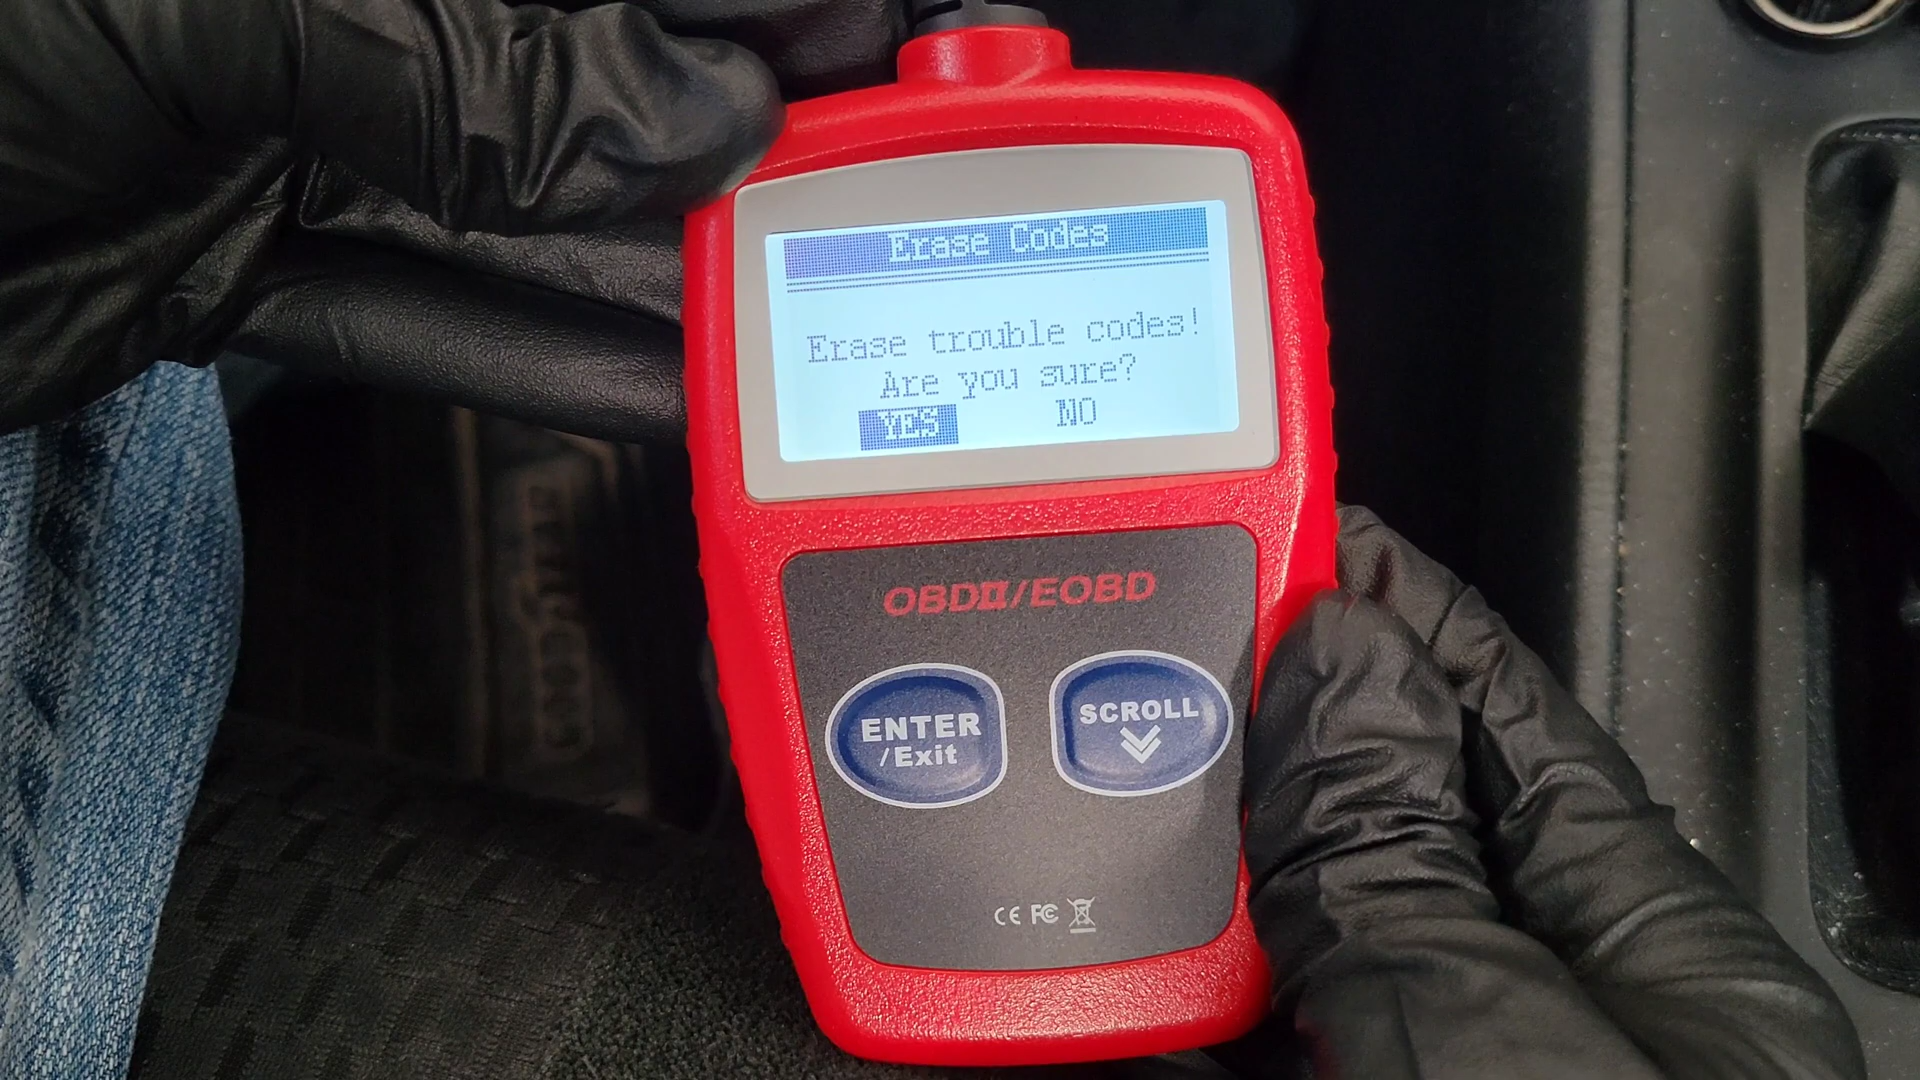 Erase Codes
Erase trouble codes!
Are you sure?
YES NO
OBDII/EOBD
ENTER
/Exit
SCROLL
CE FC